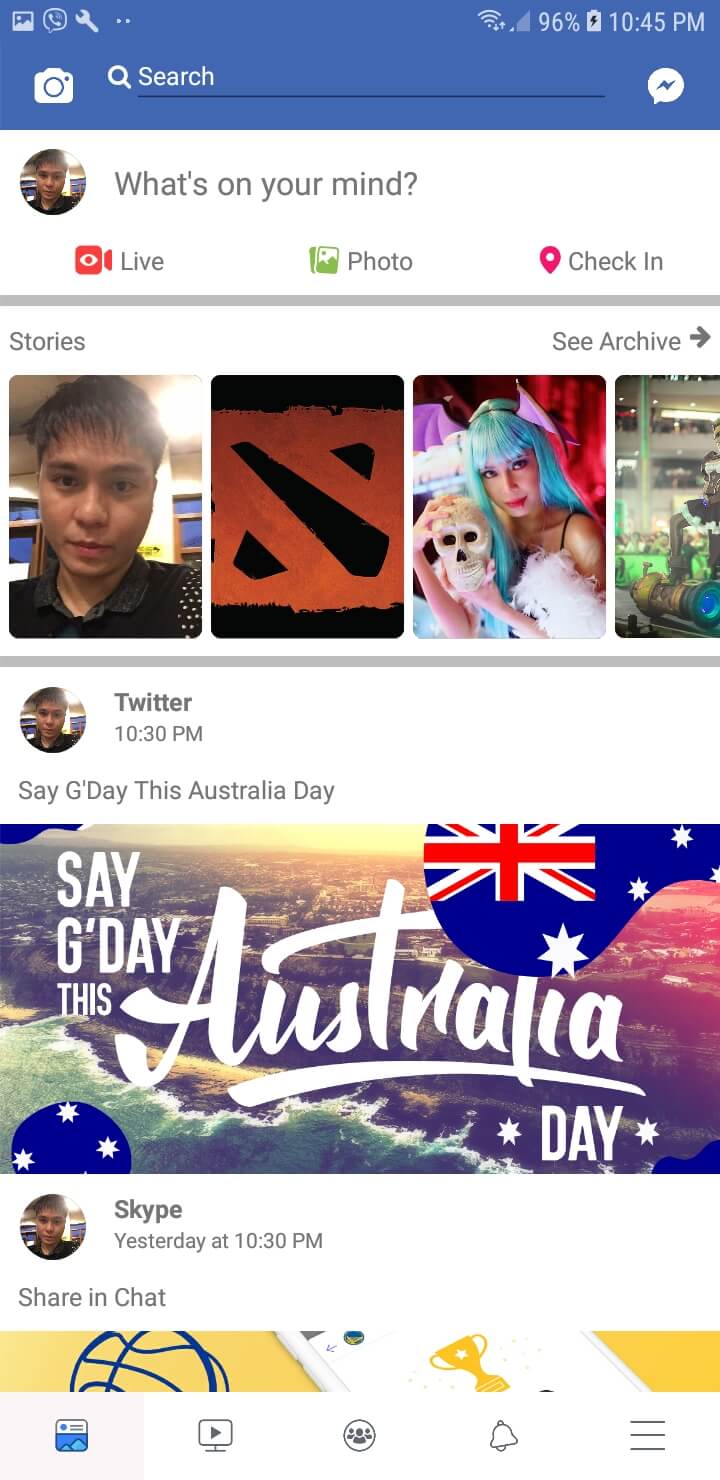 96% 10:45 PM
Search
What's on your mind?
Live Photo Check In
Stories See Archive
Twitter
10:30 PM
Say G'Day This Australia Day
SAY
G'DAY
THIS Australia
DAY
Skype
Yesterday at 10:30 PM
Share in Chat